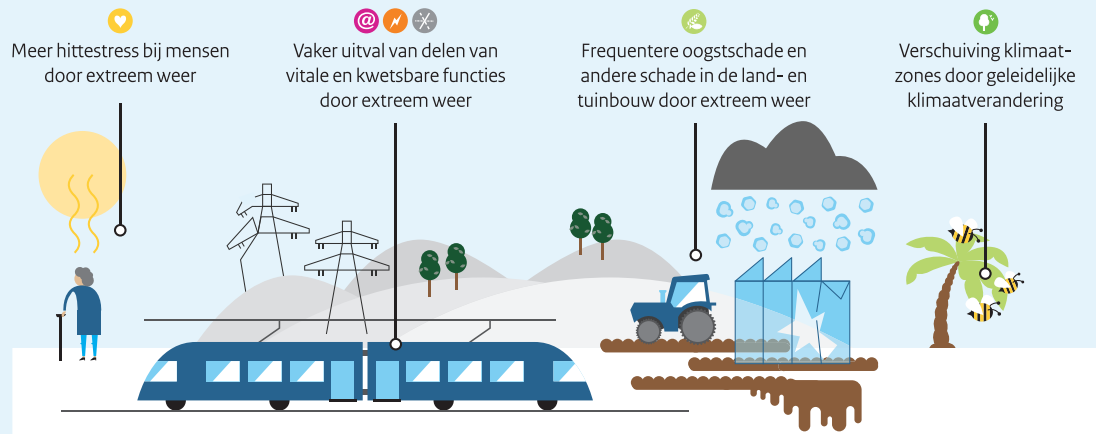 @
Meer hittestress bij mensen
door extreem weer
Vaker uitval van delen van
vitale en kwetsbare functies
door extreem weer
Frequentere oogstschade en
andere schade in de land- en
tuinbouw door extreem weer
Verschuiving klimaat-
zones door geleidelijke
klimaatverandering